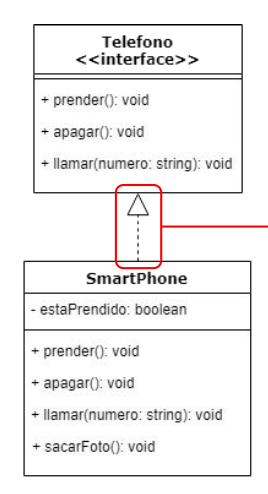 Telefono
<<interface>>
+ prender(): void
+ apagar(): void
+ llamar(numero: string): void
SmartPhone
- estaPrendido: boolean
+ prender(): void
+ apagar(): void
+ llamar(numero: string): void
+ sacarFoto(): void